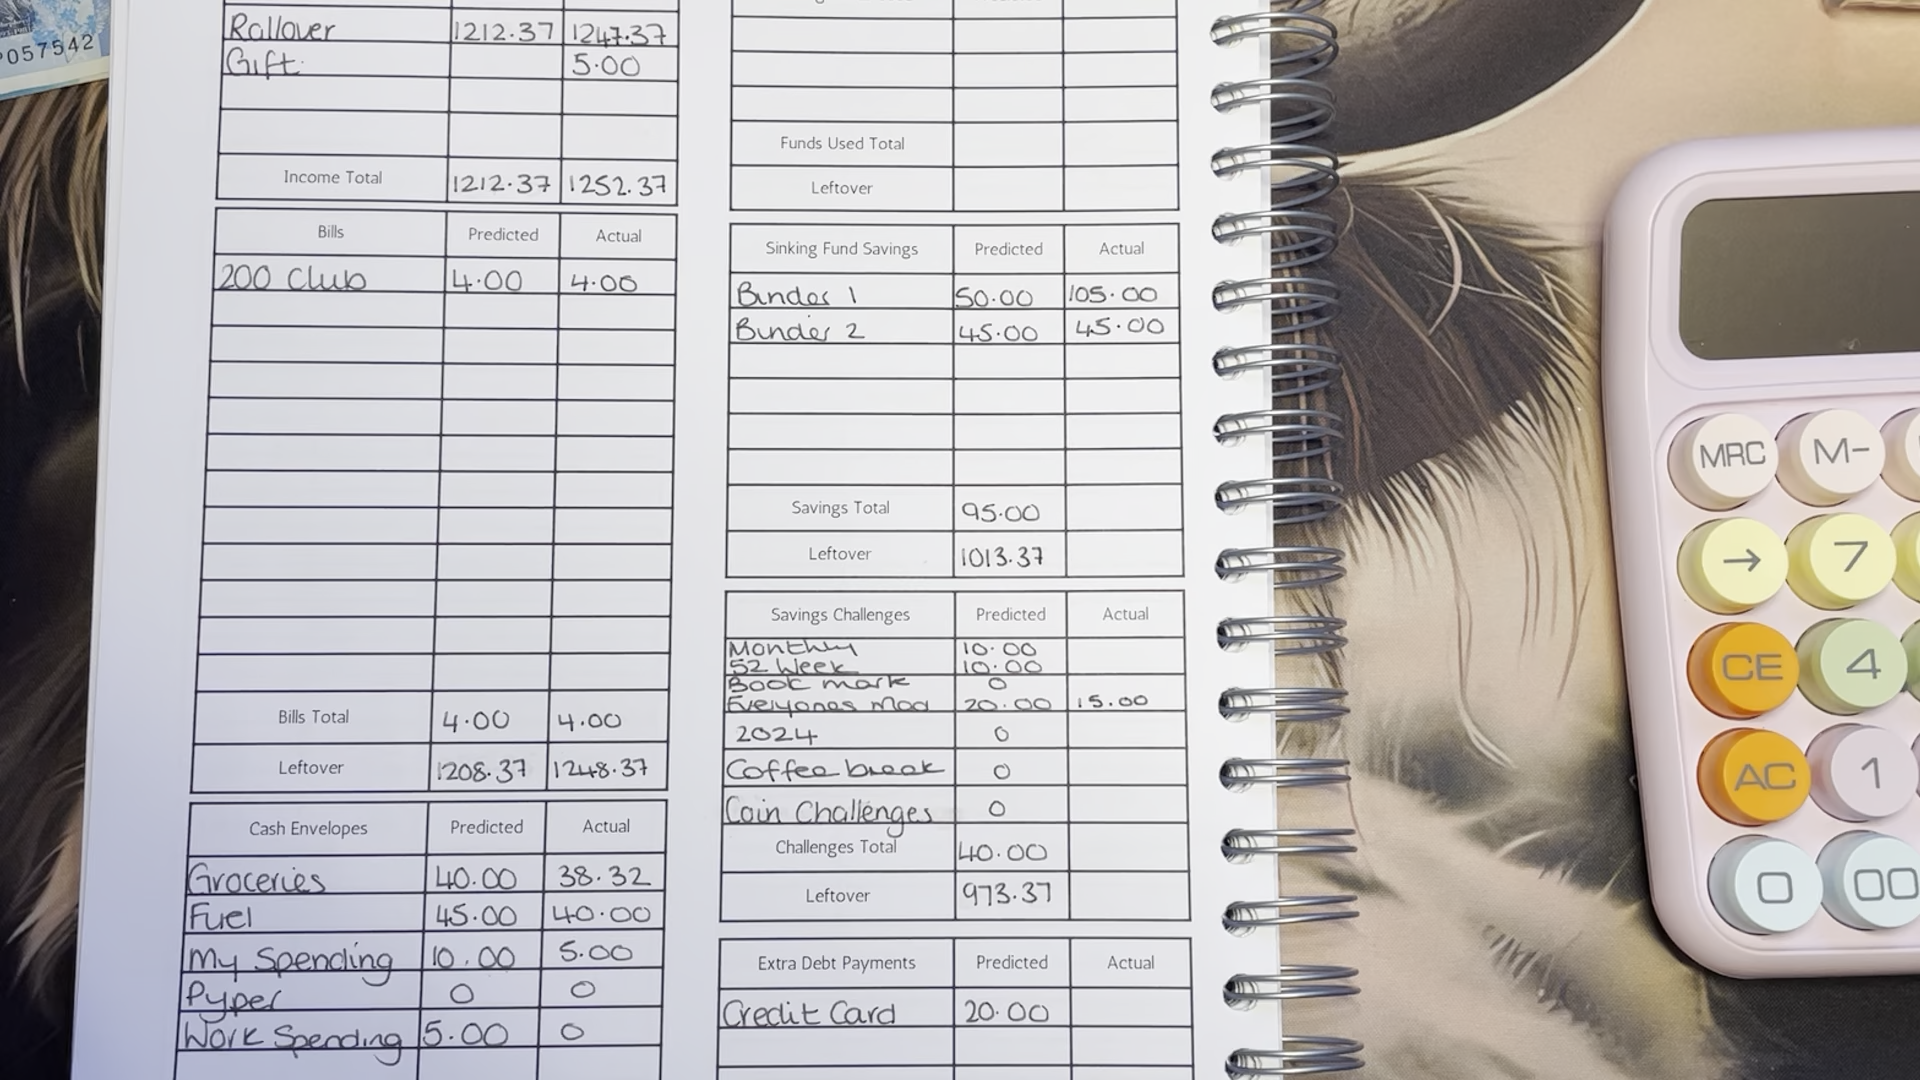 057542
Rollover 1212.37 1247.37
Gift 5.00
Income Total 1212.37 1252.37
Bills Predicted Actual
200 Club 4.00 4.00
Bills Total 4.00 4.00
Leftover 1208.37 1248.37
Cash Envelopes Predicted Actual
Groceries 40.00 38.32
Fuel 45.00 40.00
My Spending 10.00 5.00
Pyper 0 0
Work Spending 5.00 0
Funds Used Total
Leftover
Sinking Fund Savings Predicted Actual
Binder 1 50.00 105.00
Binder 2 45.00 45.00
Savings Total 95.00
Leftover 1013.37
Savings Challenges Predicted Actual
Monthly 10.00
52 Week 10.00
Book mark 0
Everyones Mad 20.00 15.00
2024 0
Coffee break 0
Coin Challenges 0
Challenges Total 40.00
Leftover 973.37
Extra Debt Payments Predicted Actual
Credit Card 20.00
MRC M-
→ 7
CE 4
AC 1
0 00